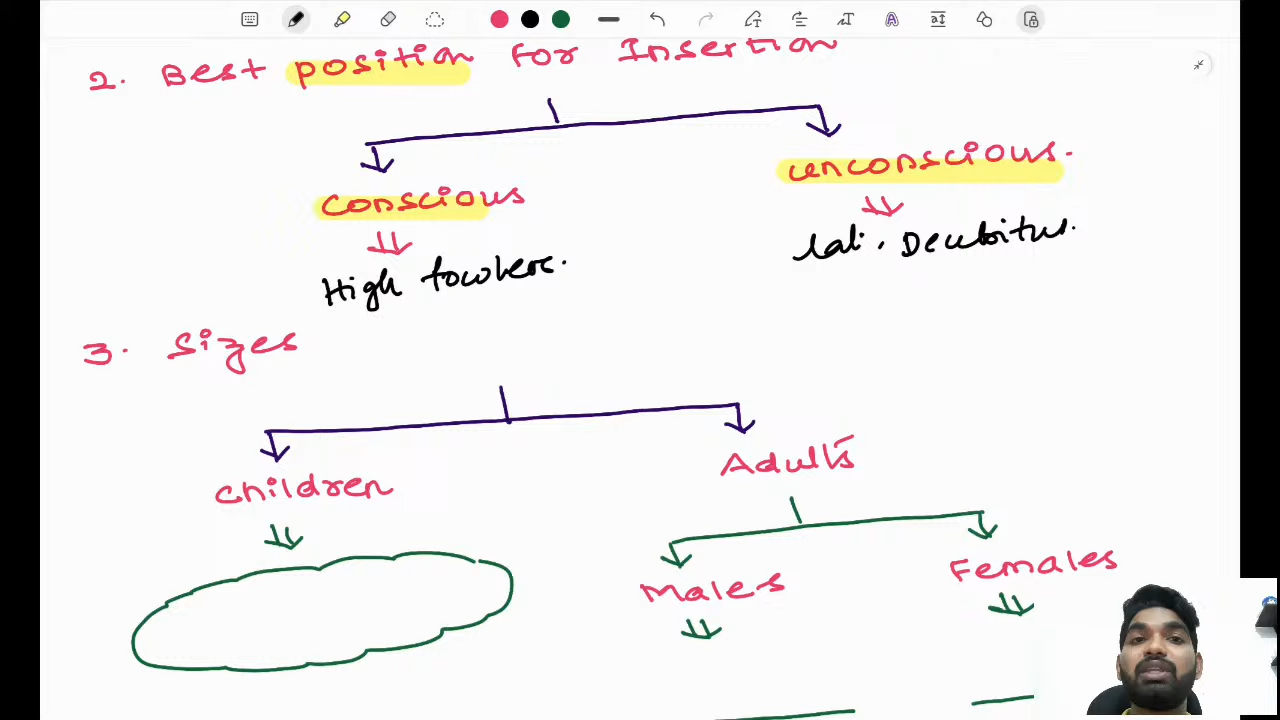 2. Best position for Insertion
conscious
unconscious.
High fowlers.
lat. Decubitus.
3. Sizes
children
Adults
Males
Females